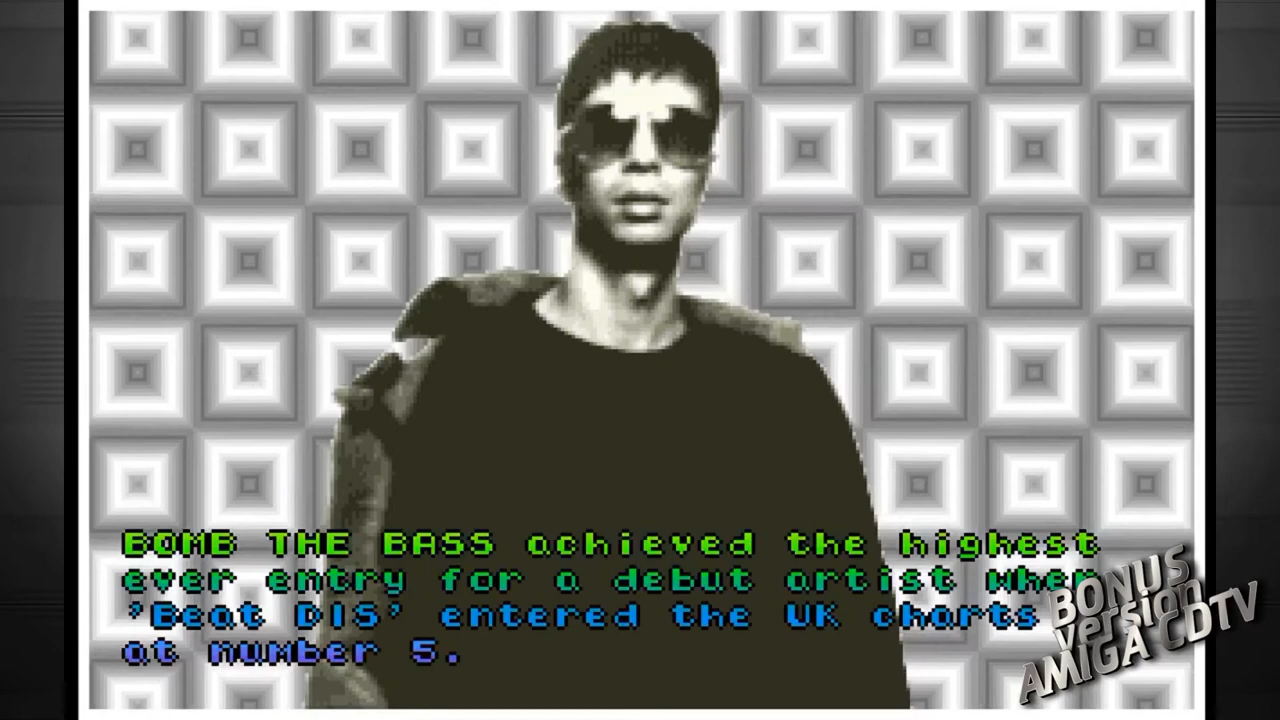 BOMB THE BASS achieved the highest
ever entry for a debut artist when
'Beat DIS' entered the UK charts
at number 5.
BONUS
version
AMIGA CDTV